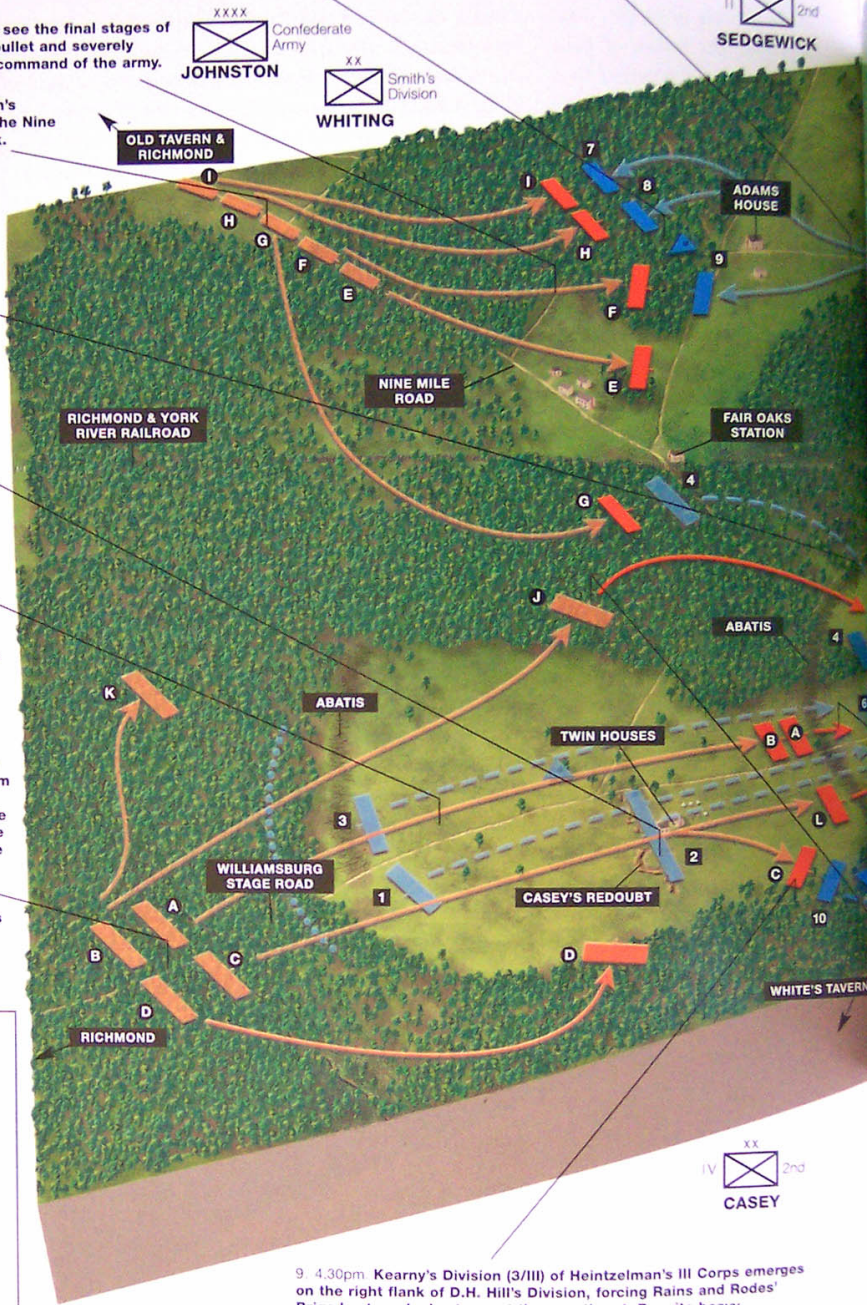 see the final stages of
bullet and severely
command of the army.
n's
he Nine
XXXX
Confederate
Army
JOHNSTON
XX
Smith's
Division
WHITING
II
2nd
SEDGEWICK
OLD TAVERN &
RICHMOND
I
H
G
F
E
I
H
F
E
7
8
9
ADAMS
HOUSE
NINE MILE
ROAD
RICHMOND & YORK
RIVER RAILROAD
FAIR OAKS
STATION
G
4
J
ABATIS
4
K
ABATIS
TWIN HOUSES
B
A
6
3
L
2
1
C
WILLIAMSBURG
STAGE ROAD
CASEY'S REDOUBT
10
A
B
C
D
D
WHITE'S TAVERN
RICHMOND
m
e
e
e
s
XX
IV
2nd
CASEY
9. 4.30pm. Kearny's Division (3/III) of Heintzelman's III Corps emerges
on the right flank of D.H. Hill's Division, forcing Rains and Rodes'